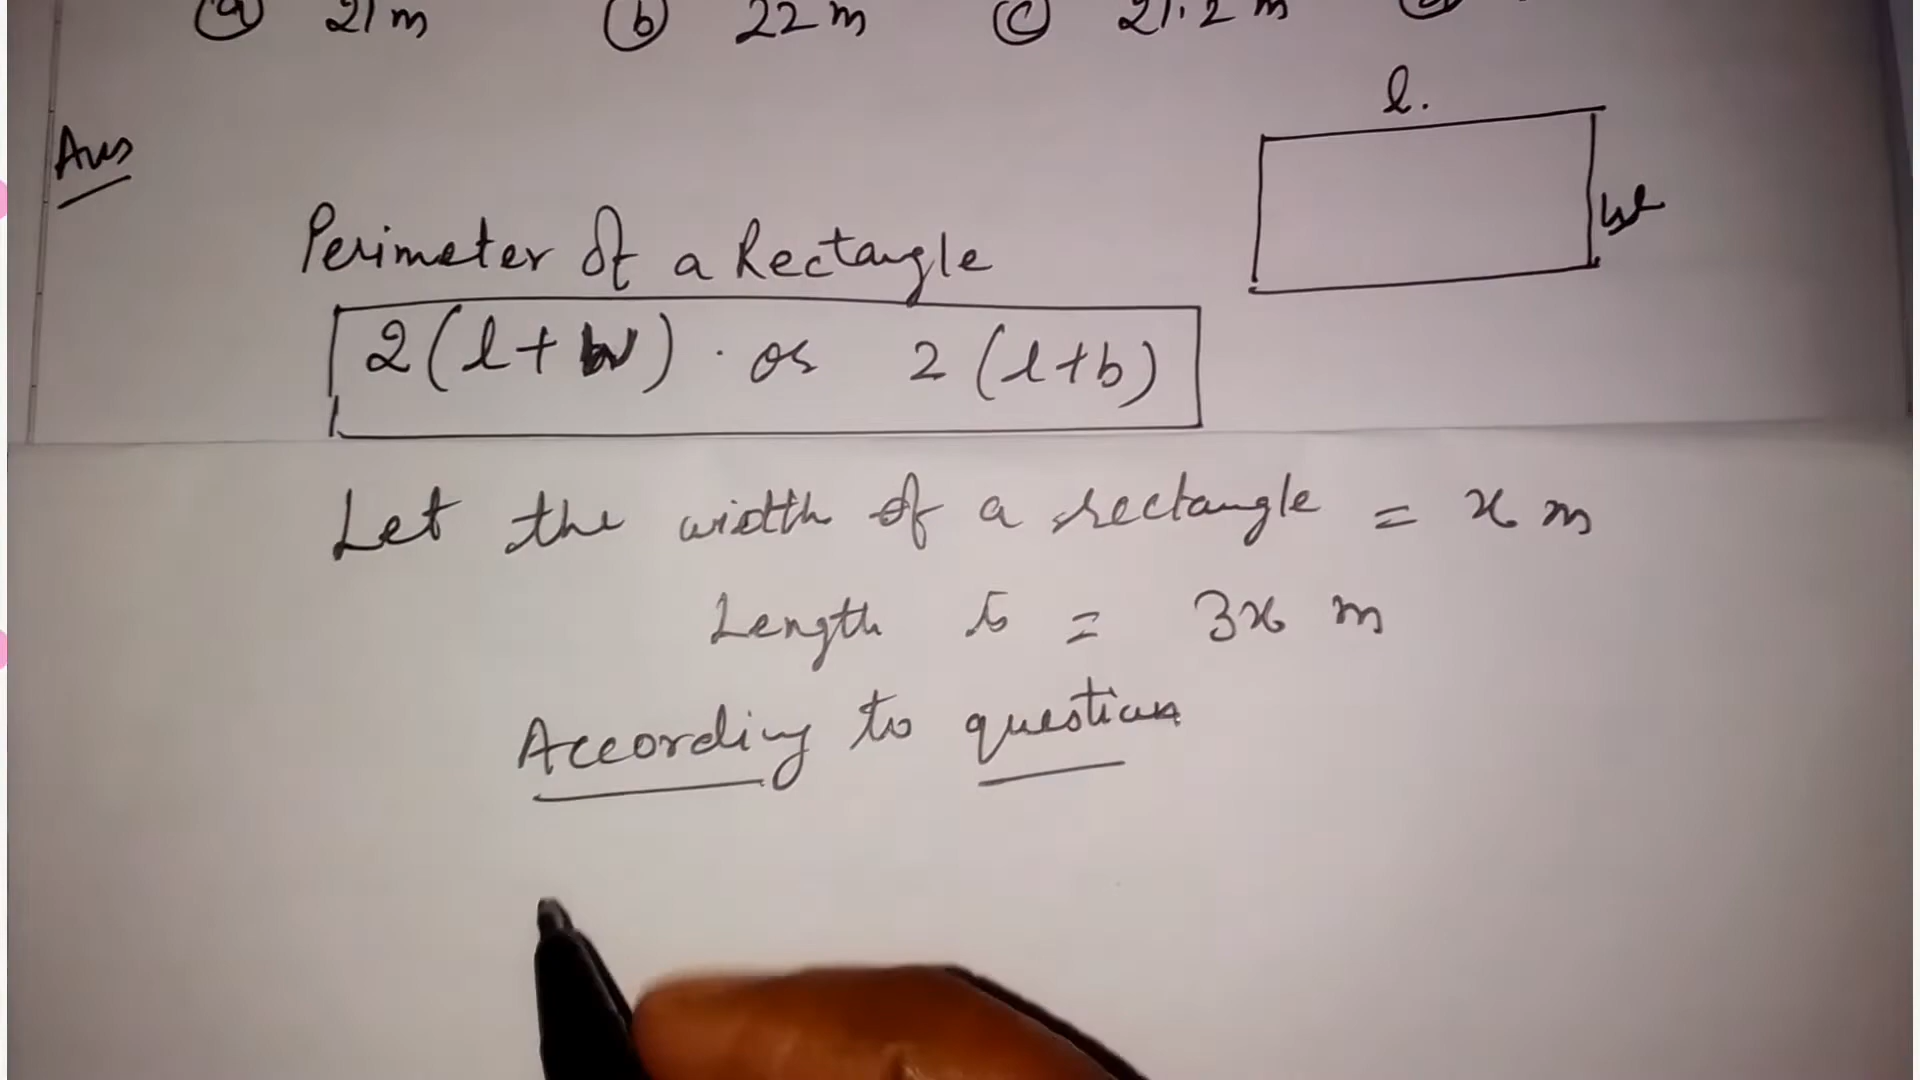 (a) 21 m (b) 22 m (c) 21.2 m
Ans
l.
Perimeter of a Rectangle
2(l+w) . or 2(l+b)
Let the width of a rectangle = x m
Length is = 3x m
According to question